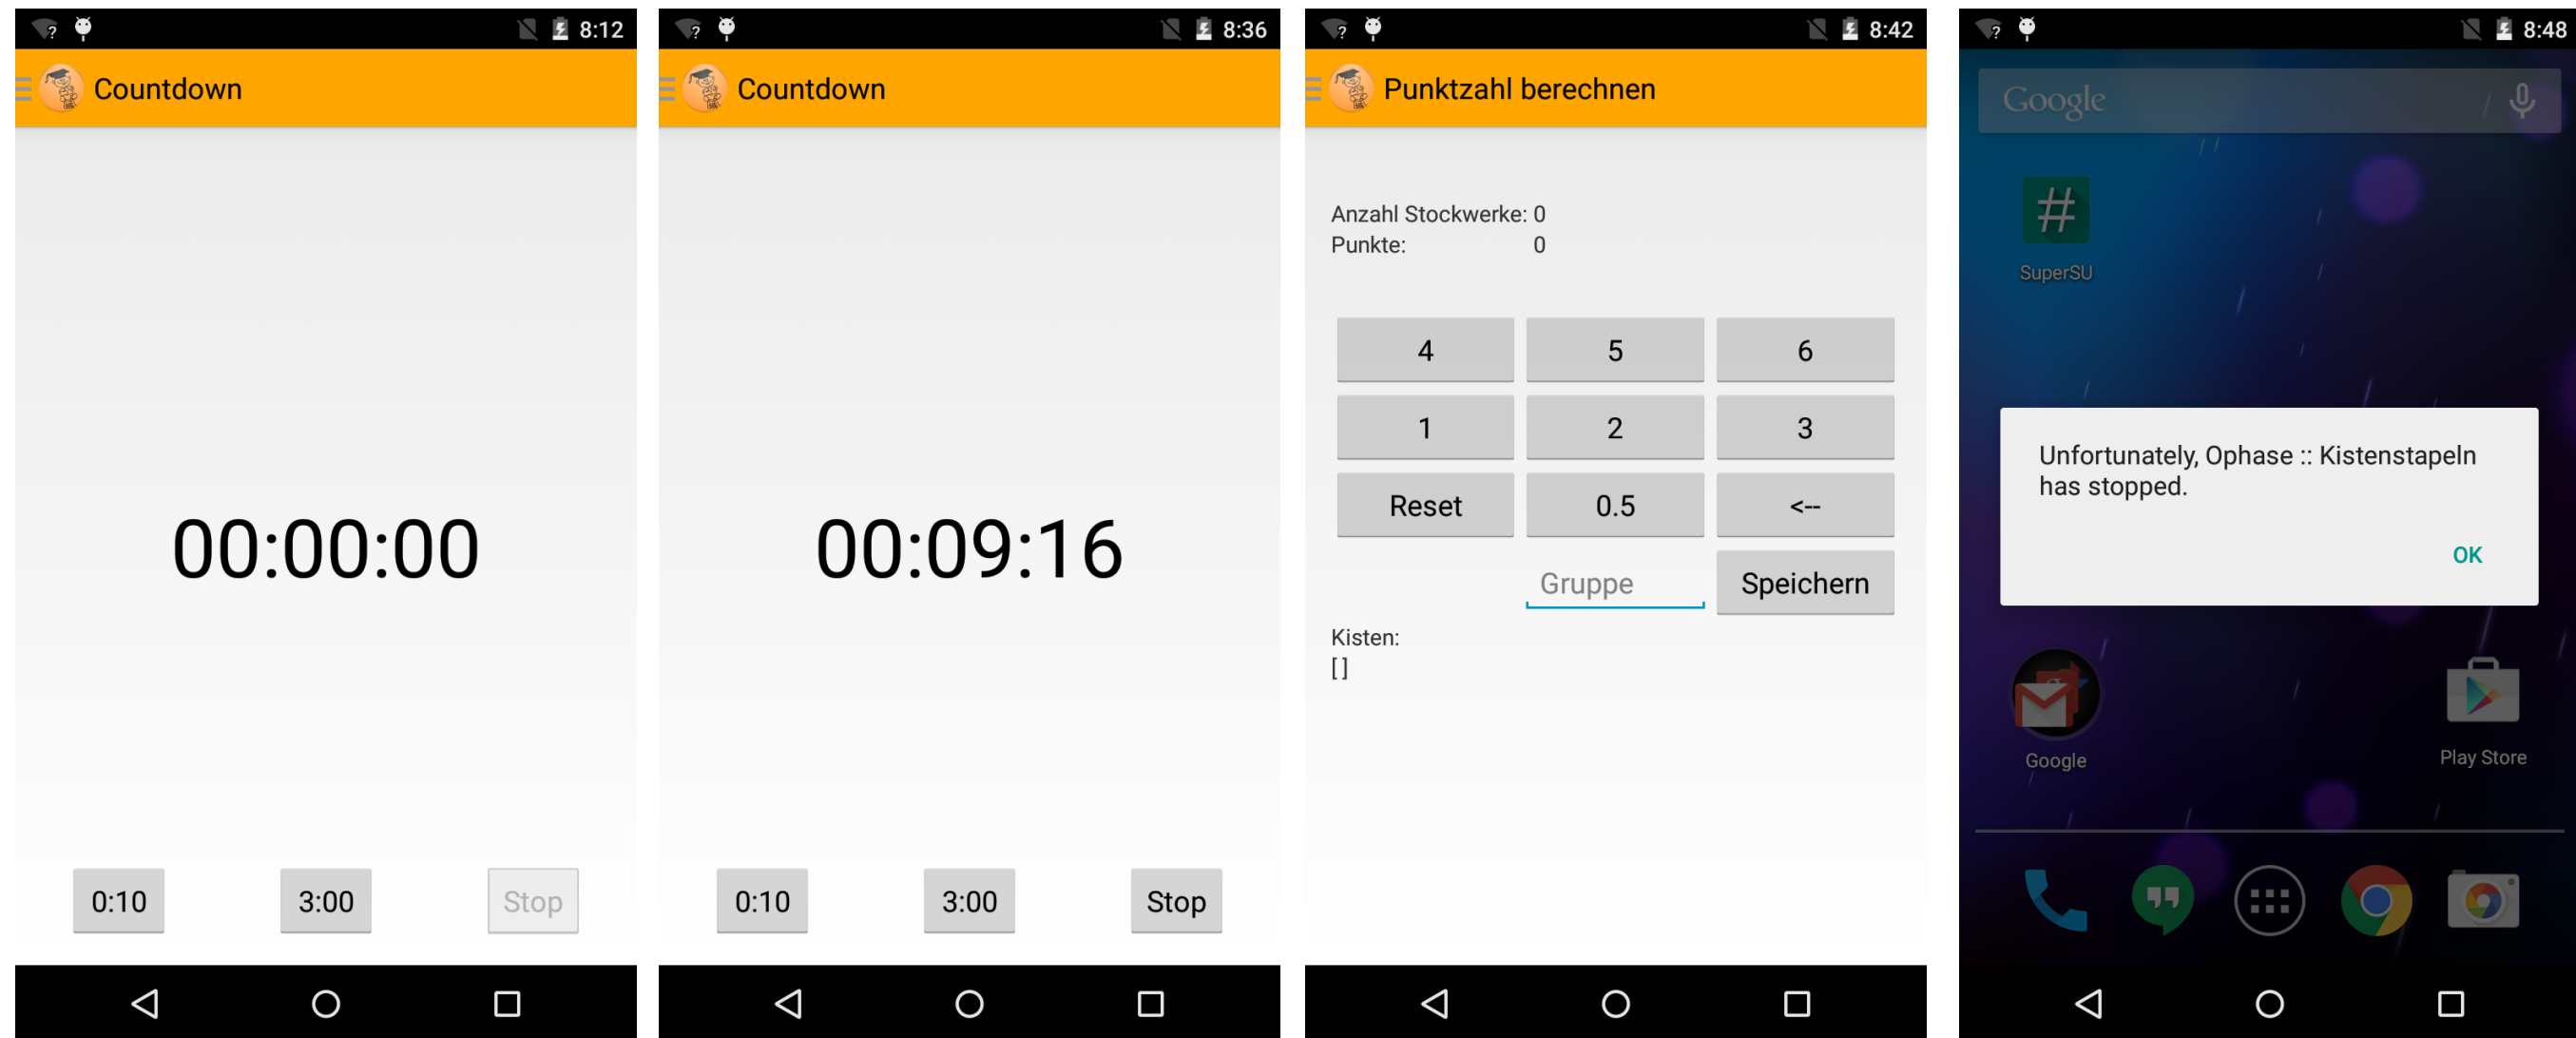 8:12
Countdown
00:00:00
0:10 3:00 Stop
8:36
Countdown
00:09:16
0:10 3:00 Stop
8:42
Punktzahl berechnen
Anzahl Stockwerke: 0
Punkte: 0
4 5 6
1 2 3
Reset 0.5 <--
Gruppe Speichern
Kisten:
[]
8:48
Google
#
SuperSU
Unfortunately, Ophase :: Kistenstapeln
has stopped.
OK
Google Play Store